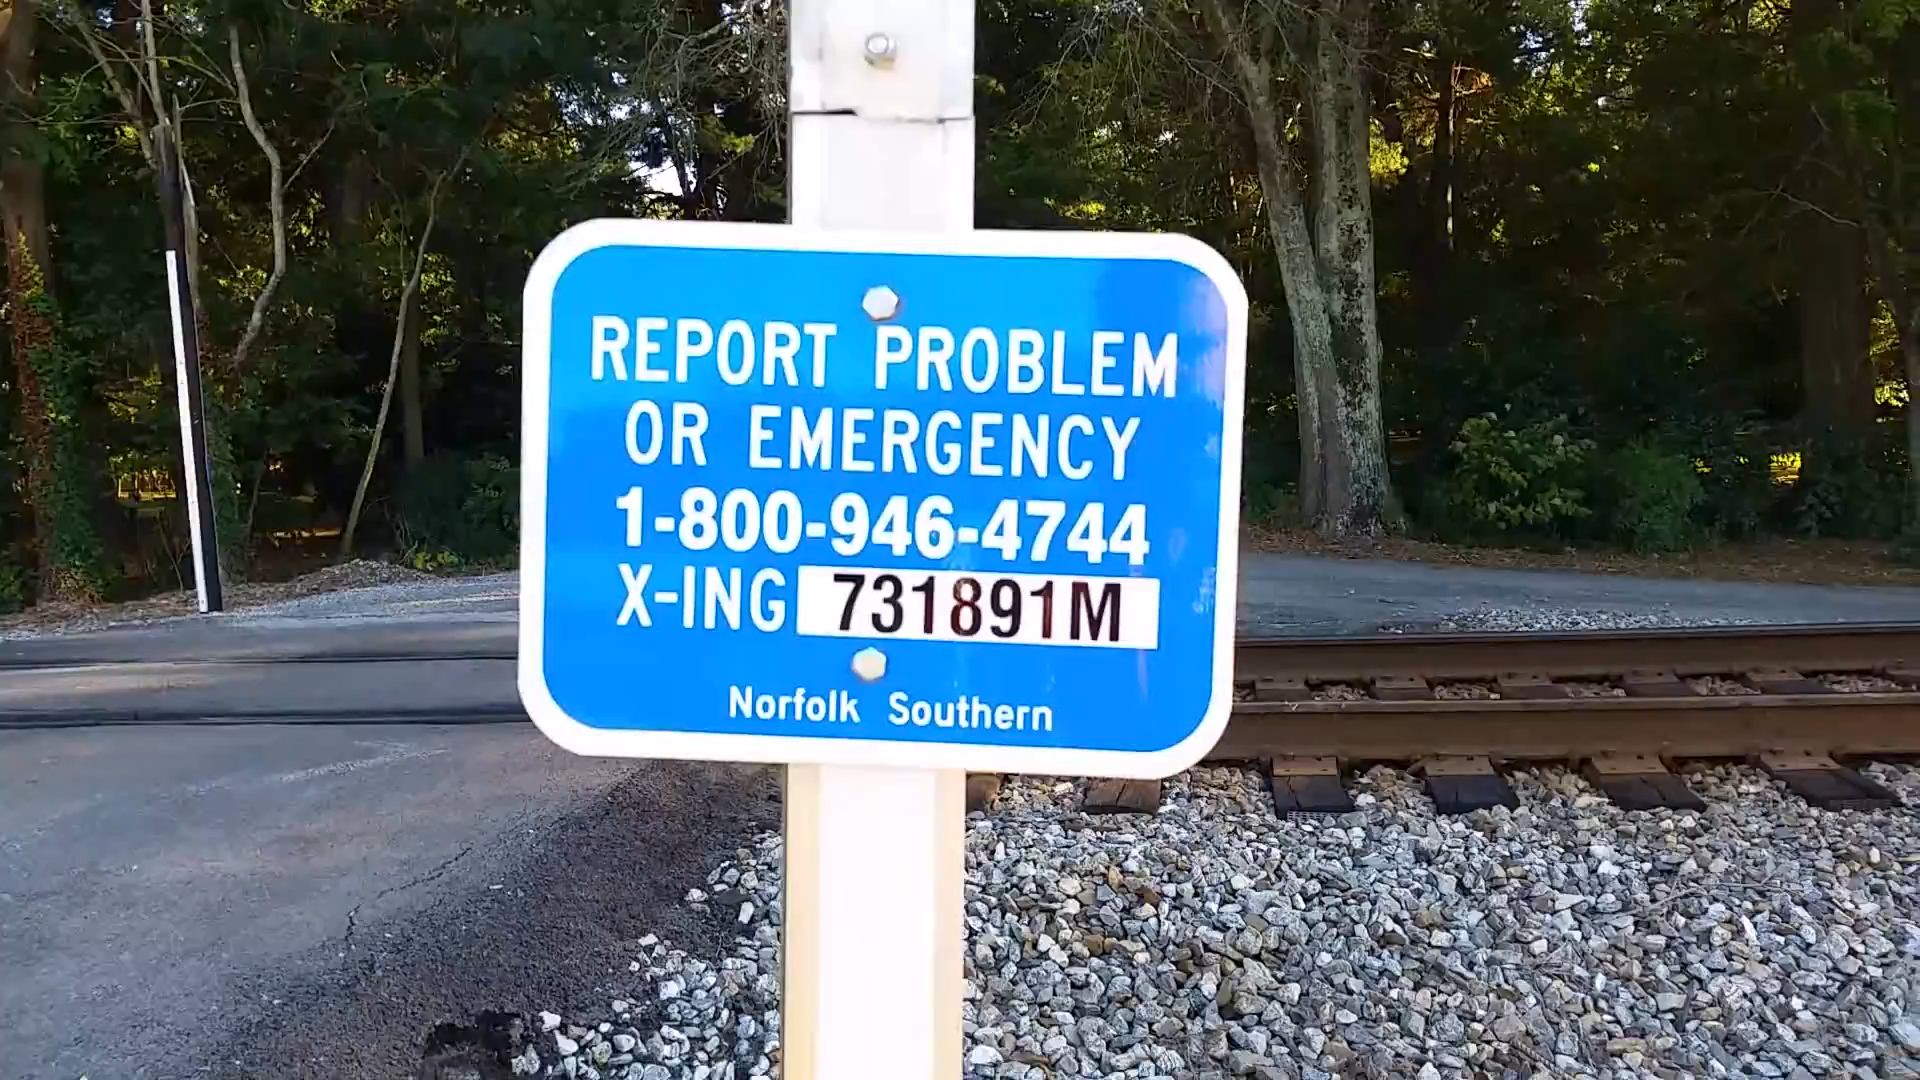 REPORT PROBLEM
OR EMERGENCY
1-800-946-4744
X-ING 731891M
Norfolk Southern